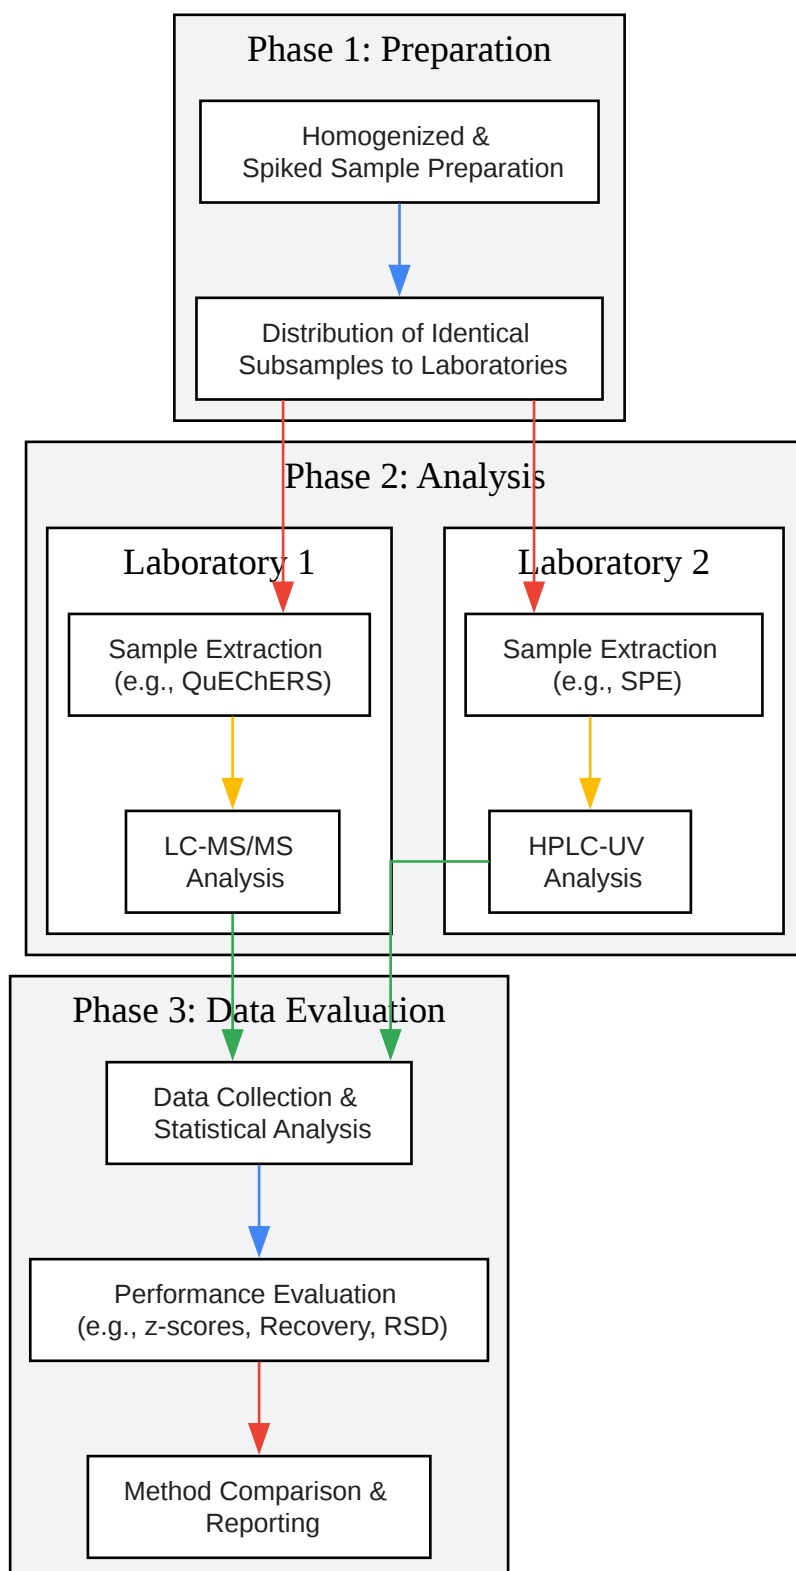 Phase 1: Preparation
Homogenized &
Spiked Sample Preparation
Distribution of Identical
Subsamples to Laboratories
Phase 2: Analysis
Laboratory 1
Sample Extraction
(e.g., QuEChERS)
LC-MS/MS
Analysis
Laboratory 2
Sample Extraction
(e.g., SPE)
HPLC-UV
Analysis
Phase 3: Data Evaluation
Data Collection &
Statistical Analysis
Performance Evaluation
(e.g., z-scores, Recovery, RSD)
Method Comparison &
Reporting